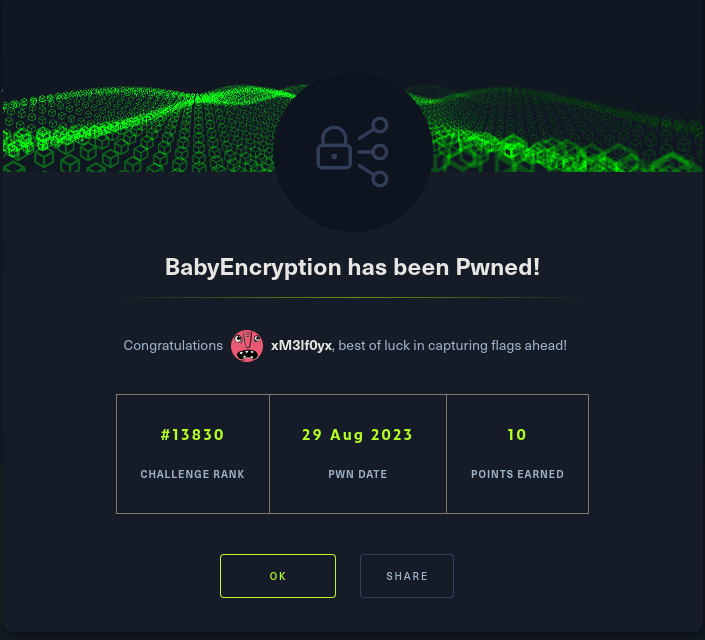 BabyEncryption has been Pwned!
Congratulations xM3lf0yx, best of luck in capturing flags ahead!
#13830 29 Aug 2023 10
CHALLENGE RANK PWN DATE POINTS EARNED
OK SHARE